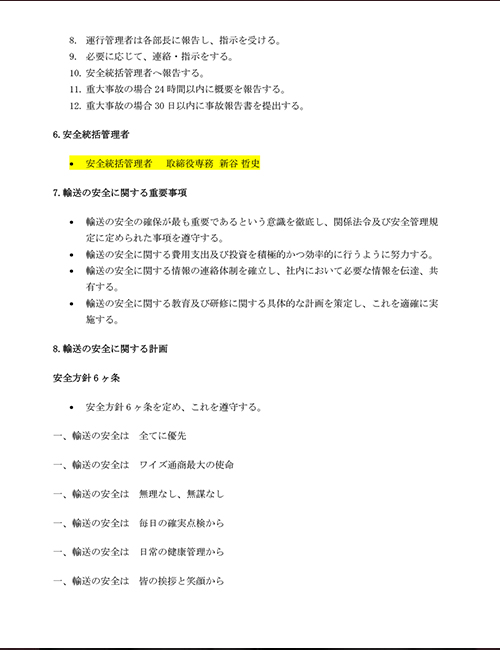 8. 運行管理者は各部長に報告し、指示を受ける。
9. 必要に応じて、連絡・指示をする。
10. 安全統括管理者へ報告する。
11. 重大事故の場合 24 時間以内に概要を報告する。
12. 重大事故の場合 30 日以内に事故報告書を提出する。
6. 安全統括管理者
• 安全統括管理者　取締役専務 新谷 哲史
7. 輸送の安全に関する重要事項
• 輸送の安全の確保が最も重要であるという意識を徹底し、関係法令及び安全管理規
定に定められた事項を遵守する。
• 輸送の安全に関する費用支出及び投資を積極的かつ効率的に行うように努力する。
• 輸送の安全に関する情報の連絡体制を確立し、社内において必要な情報を伝達、共
有する。
• 輸送の安全に関する教育及び研修に関する具体的な計画を策定し、これを適確に実
施する。
8. 輸送の安全に関する計画
安全方針 6 ヶ条
• 安全方針 6 ヶ条を定め、これを遵守する。
一、輸送の安全は　全てに優先
一、輸送の安全は　ワイズ通商最大の使命
一、輸送の安全は　無理なし、無謀なし
一、輸送の安全は　毎日の確実点検から
一、輸送の安全は　日常の健康管理から
一、輸送の安全は　皆の挨拶と笑顔から